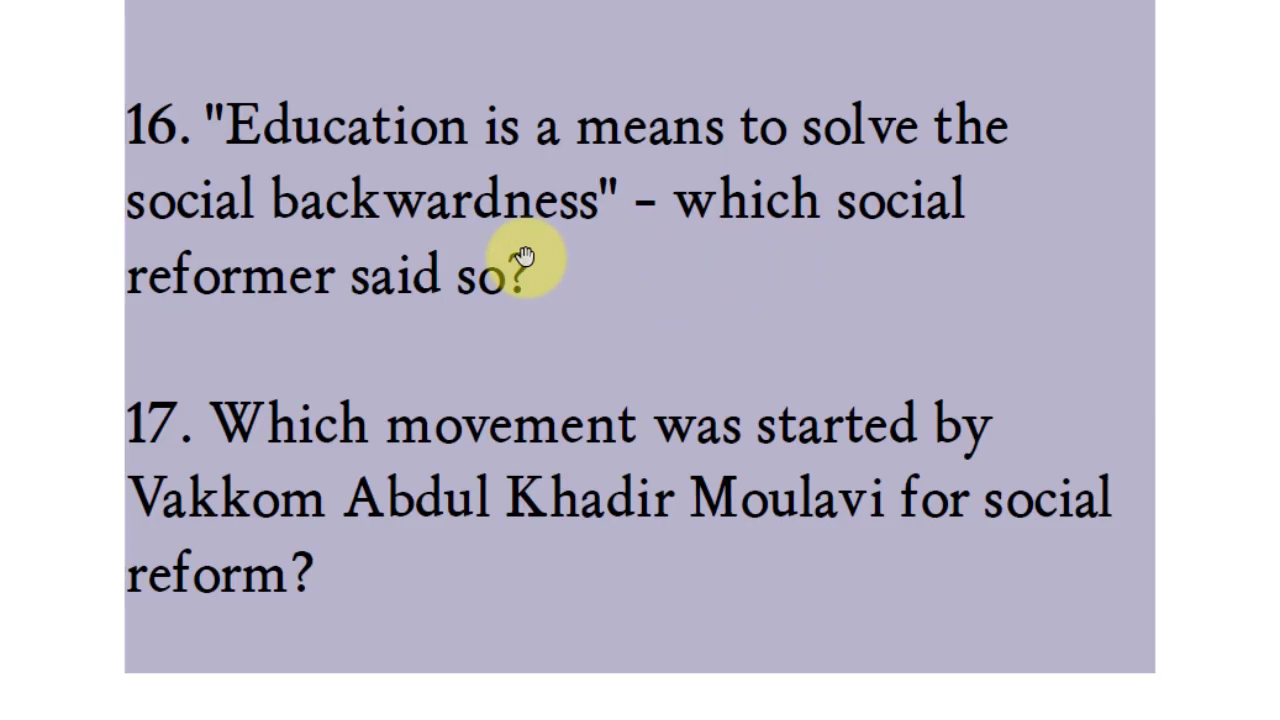 16. "Education is a means to solve the
social backwardness" - which social
reformer said so?
17. Which movement was started by
Vakkom Abdul Khadir Moulavi for social
reform?